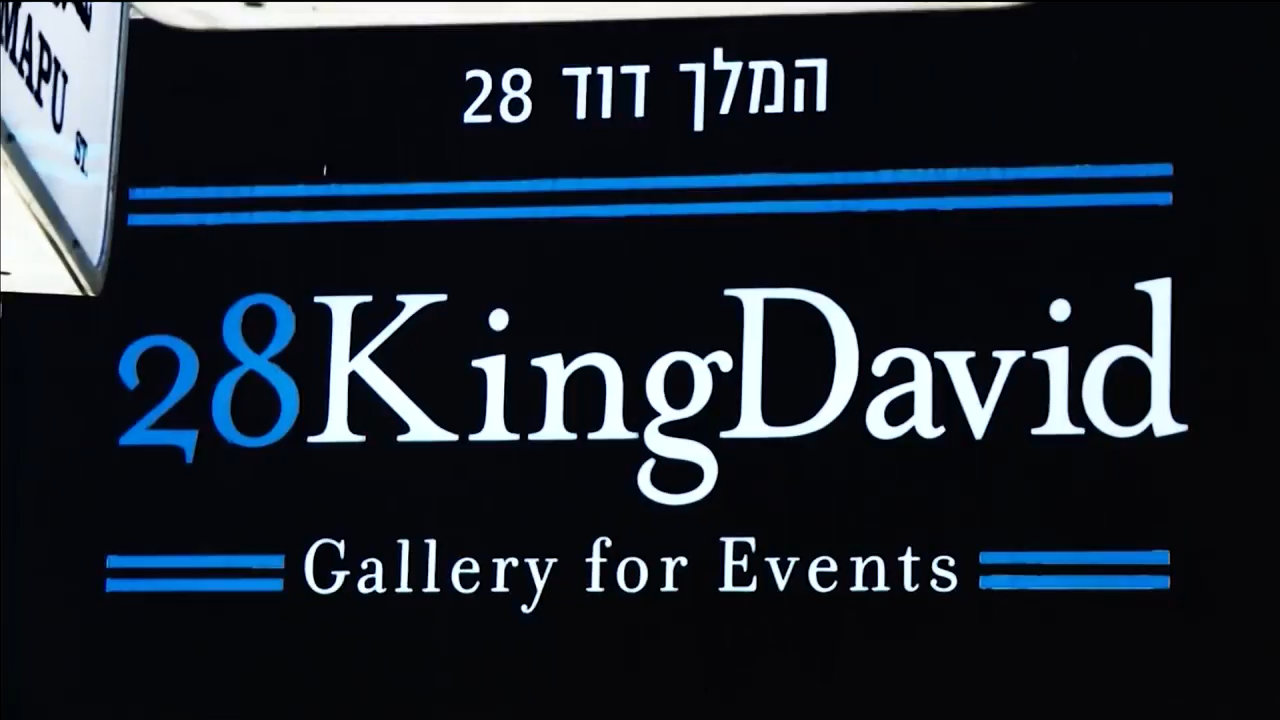 המלך דוד 28
28KingDavid
Gallery for Events
MAPU ST.